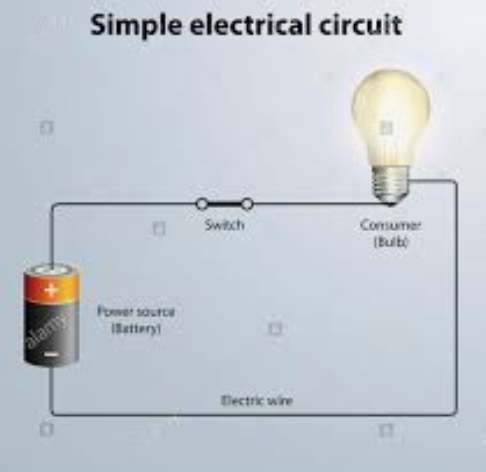 Simple electrical circuit
Switch
Consumer
(Bulb)
+
Power source
(Battery)
alamy
−
Electric wire